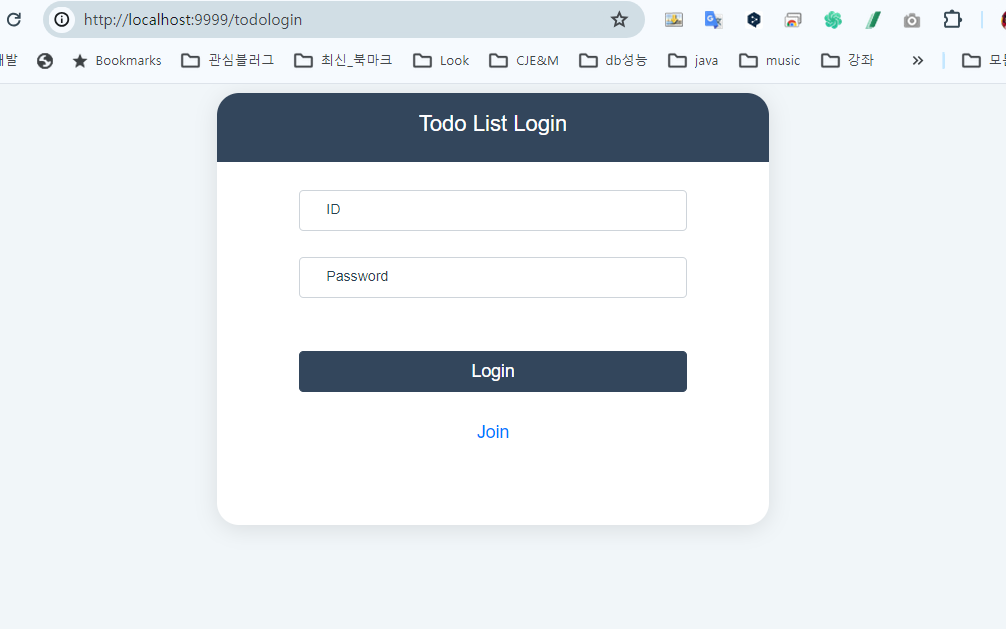 http://localhost:9999/todologin
Bookmarks 관심블러그 최신_북마크 Look CJE&M db성능 java music 강좌 »
Todo List Login
ID
Password
Login
Join